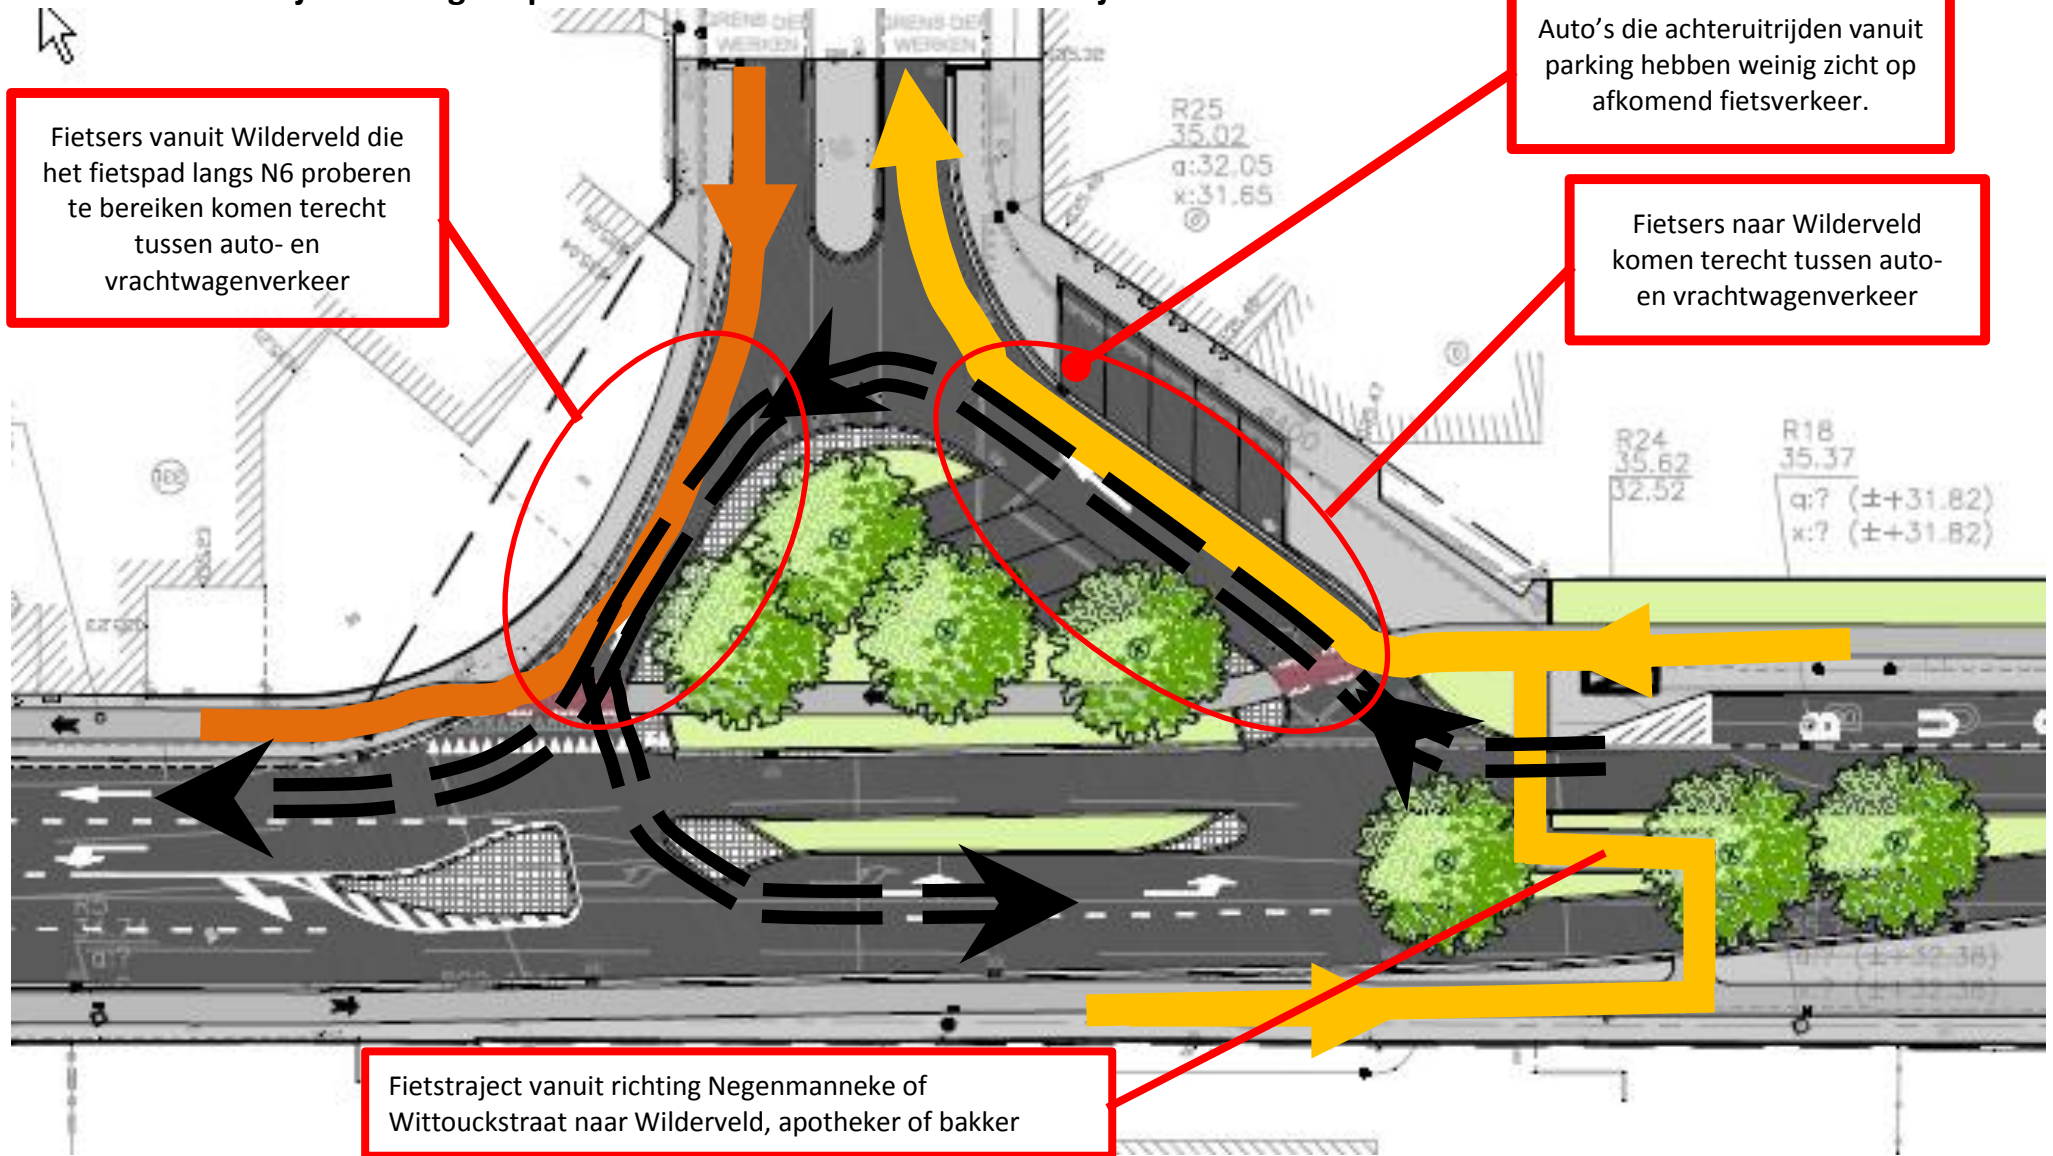 GRENS DER
WERKEN
GRENS DER
WERKEN
Auto’s die achteruitrijden vanuit
parking hebben weinig zicht op
afkomend fietsverkeer.
Fietsers vanuit Wilderveld die
het fietspad langs N6 proberen
te bereiken komen terecht
tussen auto- en
vrachtwagenverkeer
R25
35.02
a:32.05
x:31.65
Fietsers naar Wilderveld
komen terecht tussen auto-
en vrachtwagenverkeer
R24
35.62
32.52
R18
35.37
a:? (±+31.82)
x:? (±+31.82)
Fietstraject vanuit richting Negenmanneke of
Wittouckstraat naar Wilderveld, apotheker of bakker